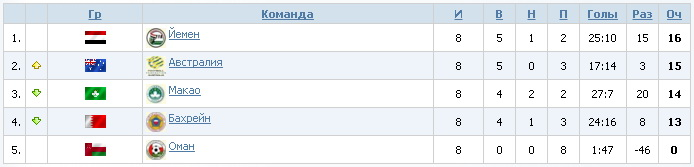 Гр Команда И В Н П Голы Раз Оч
1. Йемен 8 5 1 2 25:10 15 16
2. Австралия 8 5 0 3 17:14 3 15
3. Макао 8 4 2 2 27:7 20 14
4. Бахрейн 8 4 1 3 24:16 8 13
5. Оман 8 0 0 8 1:47 -46 0